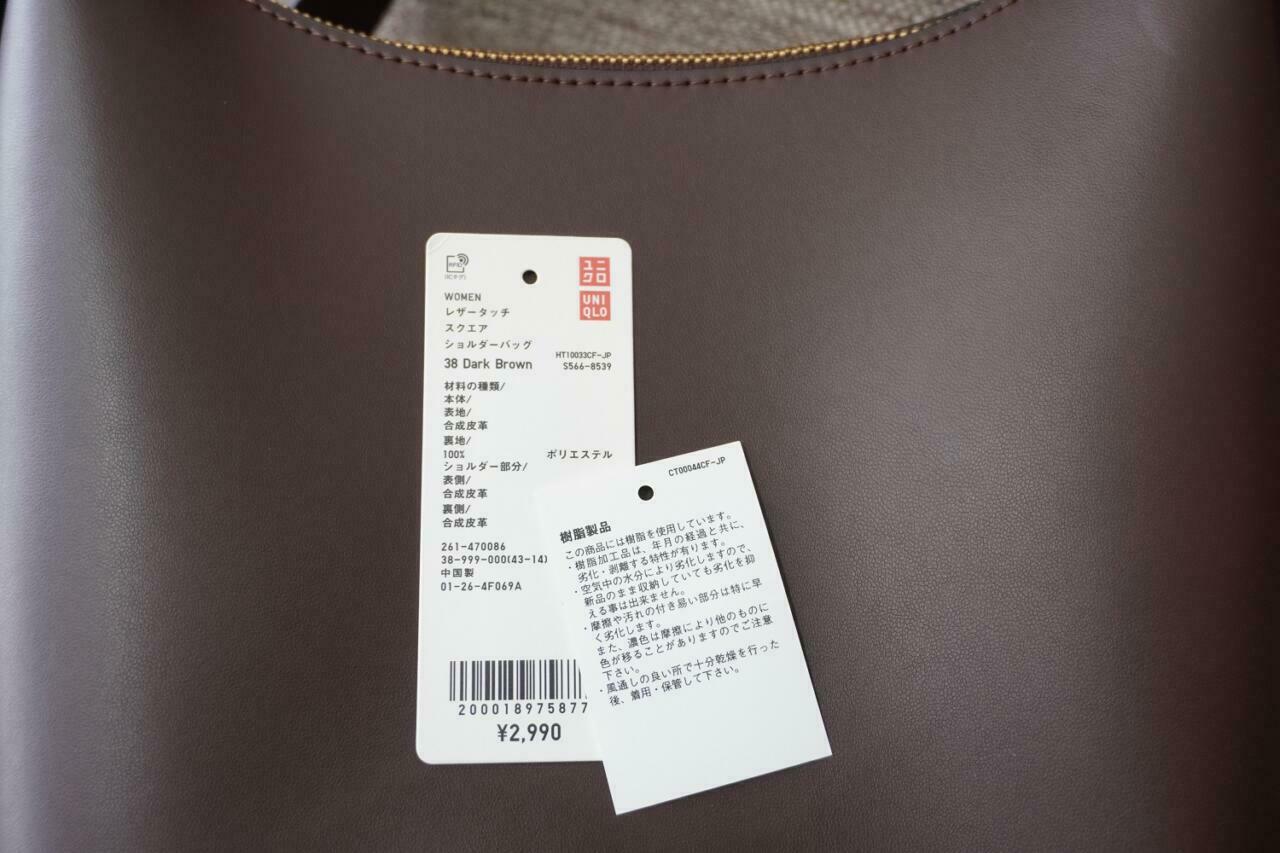 RFID
(ICタグ)
ユニ
クロ
UNI
QLO
WOMEN
レザータッチ
スクエア
ショルダーバッグ
38 Dark Brown
HT10033CF-JP
S566-8539
材料の種類/
本体/
表地/
合成皮革
裏地/
100% ポリエステル
ショルダー部分/
表側/
合成皮革
裏側/
合成皮革
261-470086
38-999-000(43-14)
中国製
01-26-4F069A
200018975877
¥2,990
CT00044CF-JP
樹脂製品
この商品には樹脂を使用しています。
・樹脂加工品は、年月の経過と共に、
劣化・剥離する特性が有ります。
・空気中の水分により劣化しますので、
新品のまま収納していても劣化を抑
える事は出来ません。
・摩擦や汚れの付き易い部分は特に早
く劣化します。
また、濃色は摩擦により他のものに
色が移ることがありますのでご注意
下さい。
・風通しの良い所で十分乾燥を行った
後、着用・保管して下さい。